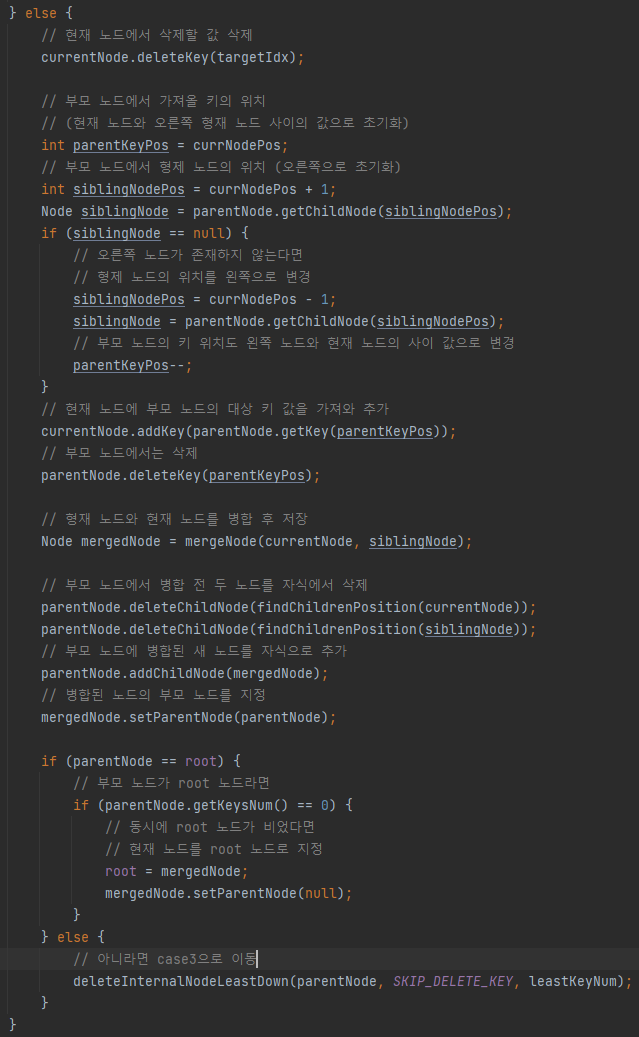 } else {
    // 현재 노드에서 삭제할 값 삭제
    currentNode.deleteKey(targetIdx);

    // 부모 노드에서 가져올 키의 위치
    // (현재 노드와 오른쪽 형재 노드 사이의 값으로 초기화)
    int parentKeyPos = currNodePos;
    // 부모 노드에서 형제 노드의 위치 (오른쪽으로 초기화)
    int siblingNodePos = currNodePos + 1;
    Node siblingNode = parentNode.getChildNode(siblingNodePos);
    if (siblingNode == null) {
        // 오른쪽 노드가 존재하지 않는다면
        // 형제 노드의 위치를 왼쪽으로 변경
        siblingNodePos = currNodePos - 1;
        siblingNode = parentNode.getChildNode(siblingNodePos);
        // 부모 노드의 키 위치도 왼쪽 노드와 현재 노드의 사이 값으로 변경
        parentKeyPos--;
    }
    // 현재 노드에 부모 노드의 대상 키 값을 가져와 추가
    currentNode.addKey(parentNode.getKey(parentKeyPos));
    // 부모 노드에서는 삭제
    parentNode.deleteKey(parentKeyPos);

    // 형재 노드와 현재 노드를 병합 후 저장
    Node mergedNode = mergeNode(currentNode, siblingNode);

    // 부모 노드에서 병합 전 두 노드를 자식에서 삭제
    parentNode.deleteChildNode(findChildrenPosition(currentNode));
    parentNode.deleteChildNode(findChildrenPosition(siblingNode));
    // 부모 노드에 병합된 새 노드를 자식으로 추가
    parentNode.addChildNode(mergedNode);
    // 병합된 노드의 부모 노드를 지정
    mergedNode.setParentNode(parentNode);

    if (parentNode == root) {
        // 부모 노드가 root 노드라면
        if (parentNode.getKeysNum() == 0) {
            // 동시에 root 노드가 비었다면
            // 현재 노드를 root 노드로 지정
            root = mergedNode;
            mergedNode.setParentNode(null);
        }
    } else {
        // 아니라면 case3으로 이동
        deleteInternalNodeLeastDown(parentNode, SKIP_DELETE_KEY, leastKeyNum);
    }
}